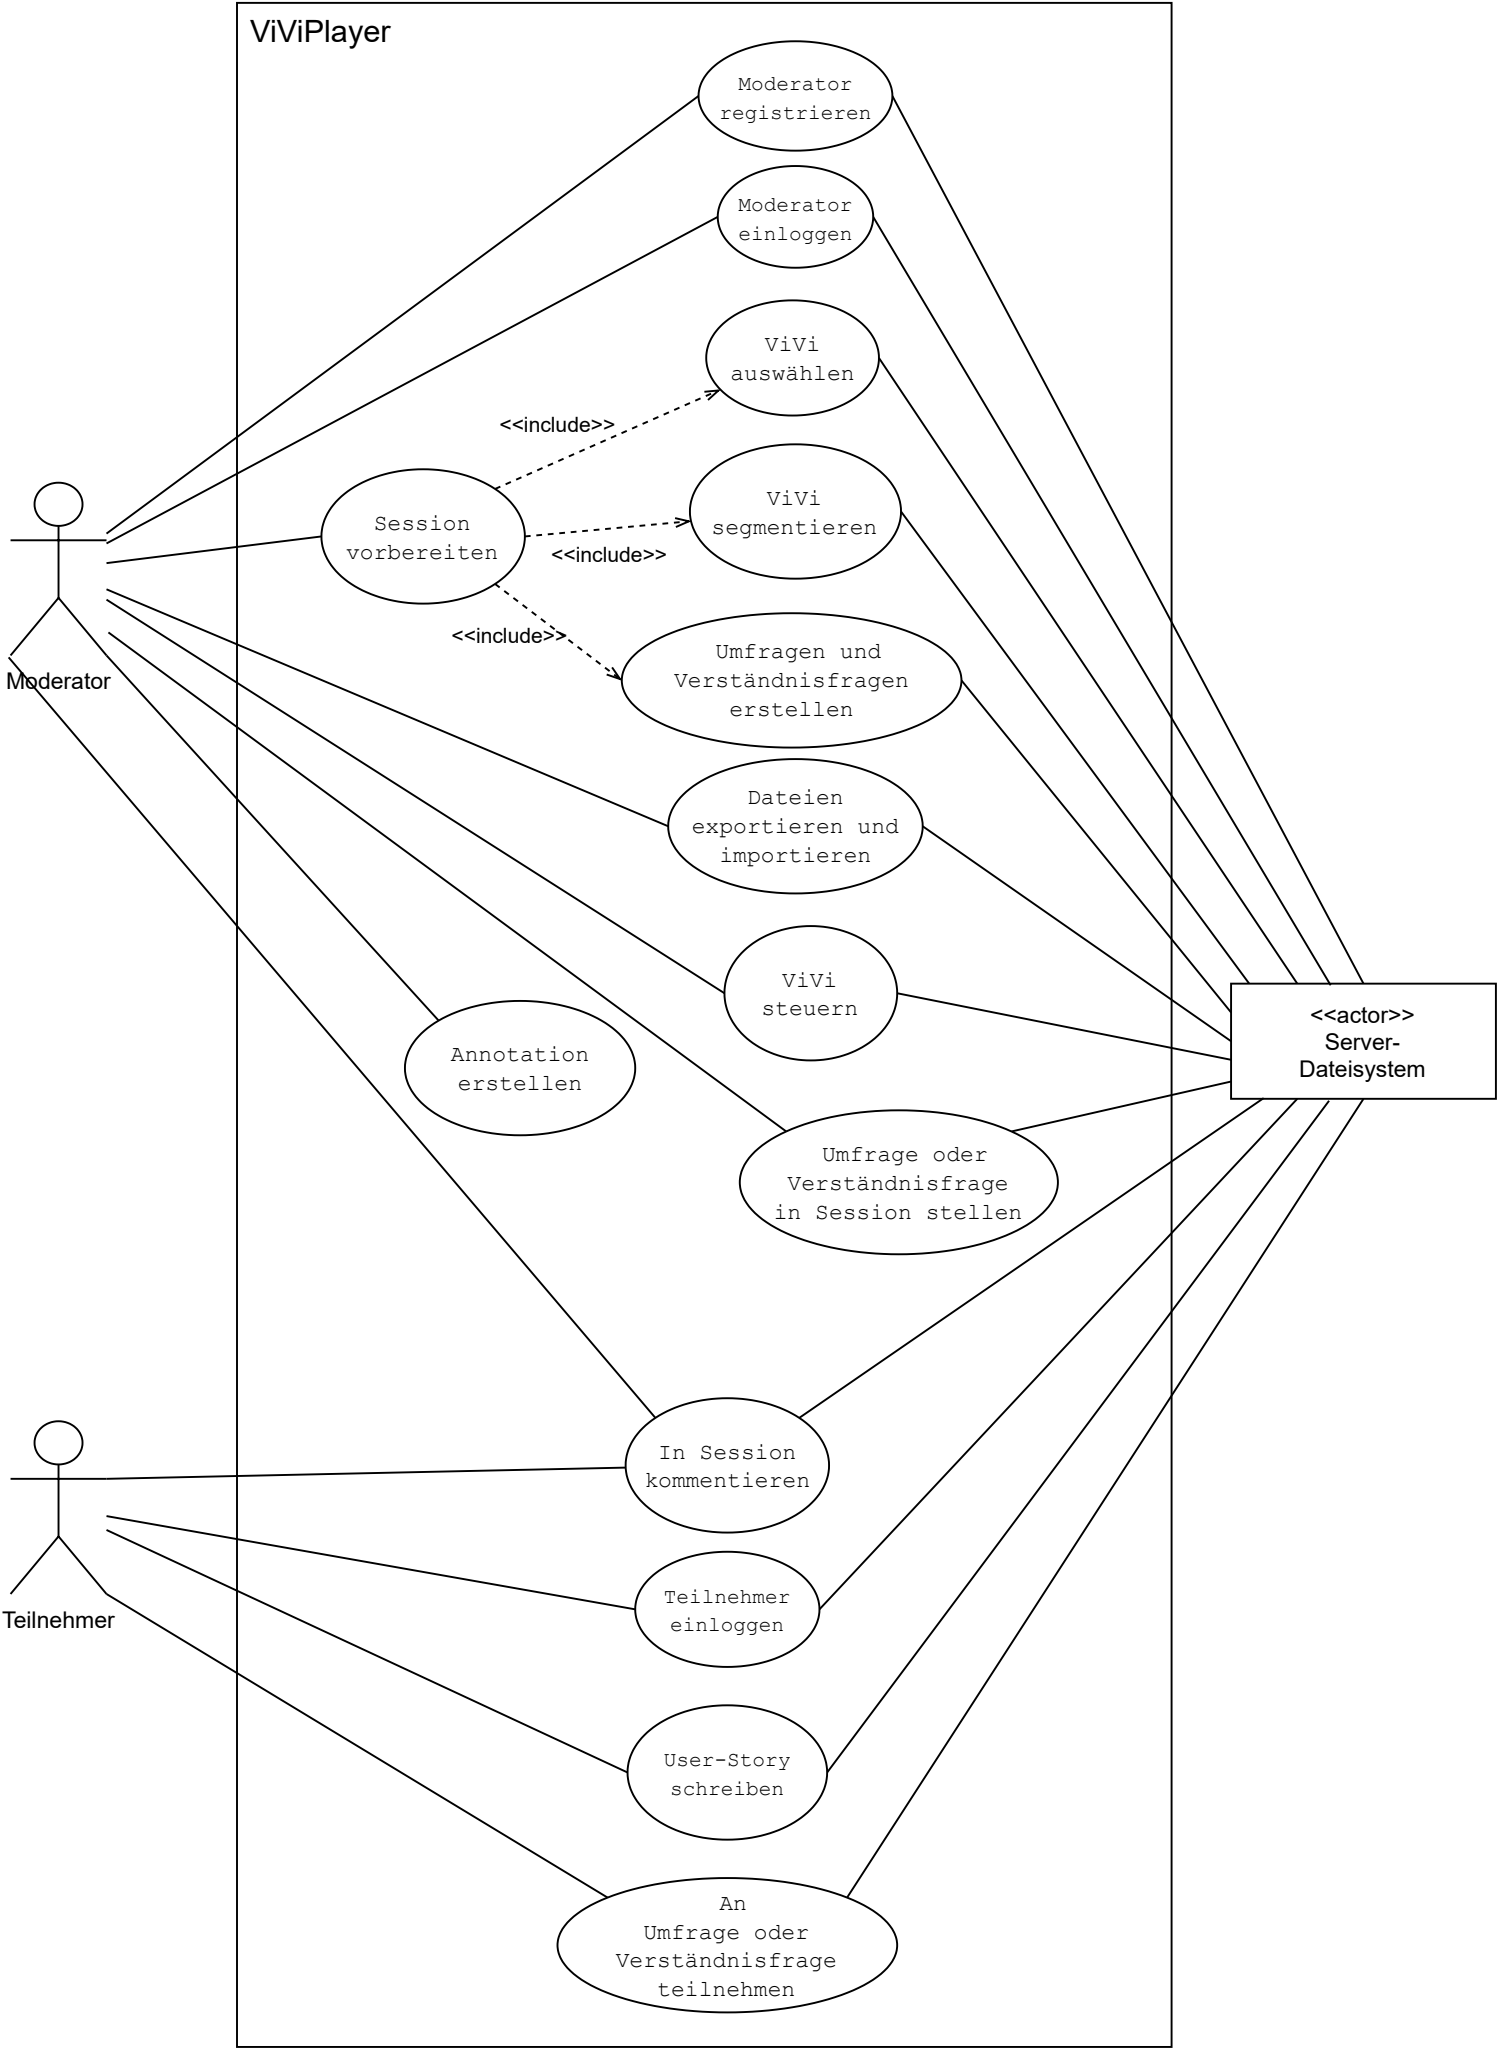 ViViPlayer
Moderator
registrieren
Moderator
einloggen
ViVi
auswählen
<<include>>
ViVi
segmentieren
Session
vorbereiten
<<include>>
<<include>>
Umfragen und
Verständnisfragen
erstellen
Moderator
Dateien
exportieren und
importieren
ViVi
steuern
<<actor>>
Server-
Dateisystem
Annotation
erstellen
Umfrage oder
Verständnisfrage
in Session stellen
In Session
kommentieren
Teilnehmer
Teilnehmer
einloggen
User-Story
schreiben
An
Umfrage oder
Verständnisfrage
teilnehmen